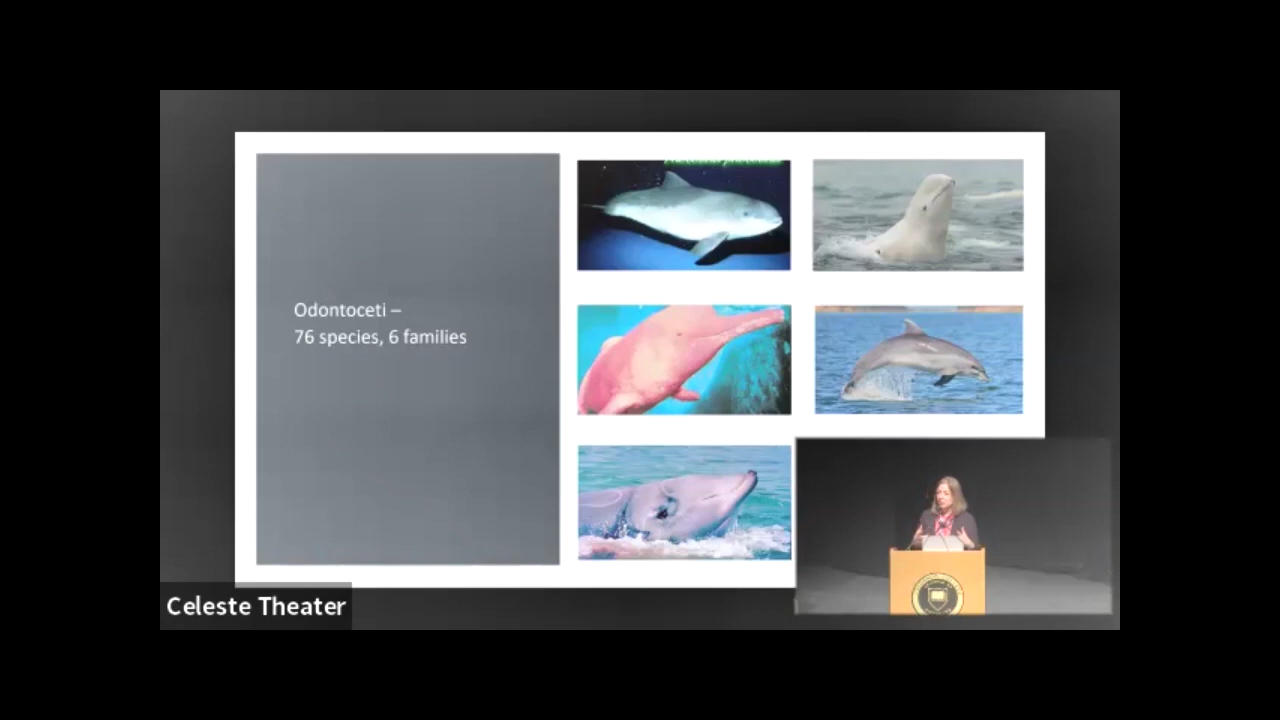 Odontoceti –
76 species, 6 families
Celeste Theater